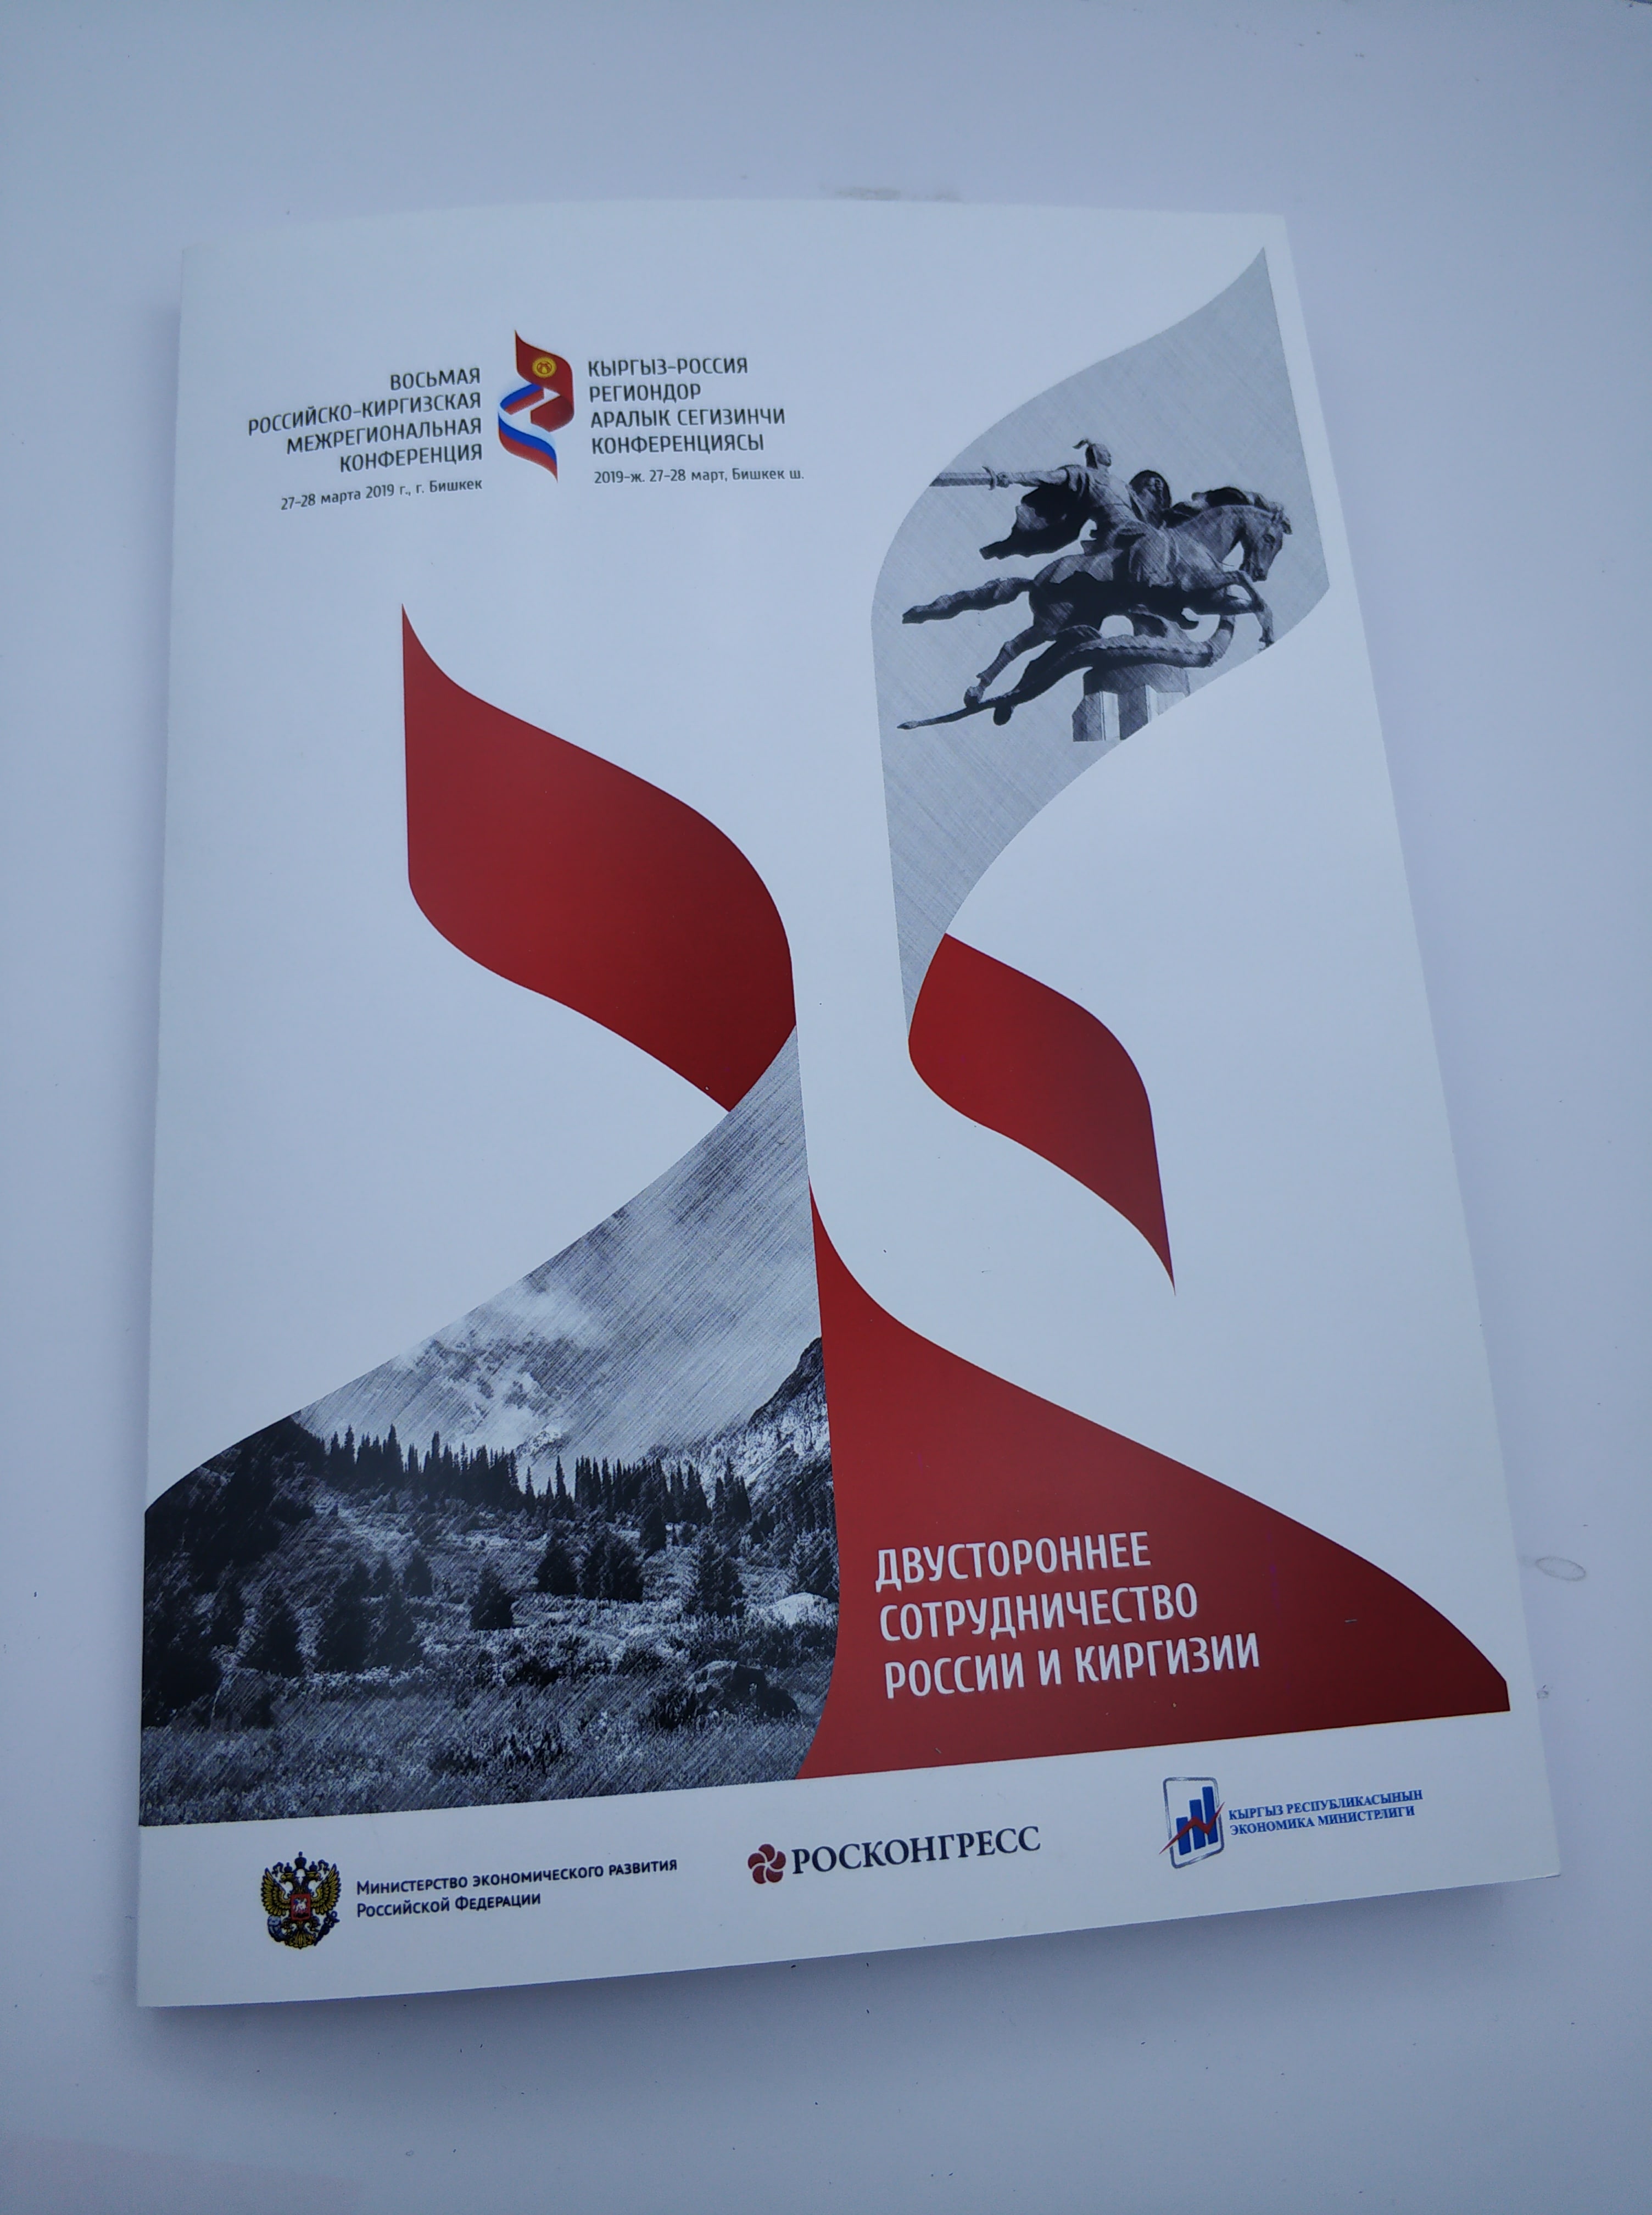 ВОСЬМАЯ
РОССИЙСКО-КИРГИЗСКАЯ
МЕЖРЕГИОНАЛЬНАЯ
КОНФЕРЕНЦИЯ
27-28 марта 2019 г., г. Бишкек
КЫРГЫЗ-РОССИЯ
РЕГИОНДОР
АРАЛЫК СЕГИЗИНЧИ
КОНФЕРЕНЦИЯСЫ
2019-ж. 27-28 март, Бишкек ш.
ДВУСТОРОННЕЕ
СОТРУДНИЧЕСТВО
РОССИИ И КИРГИЗИИ
Министерство экономического развития
Российской Федерации
РОСКОНГРЕСС
КЫРГЫЗ РЕСПУБЛИКАСЫНЫН
ЭКОНОМИКА МИНИСТРЛИГИ